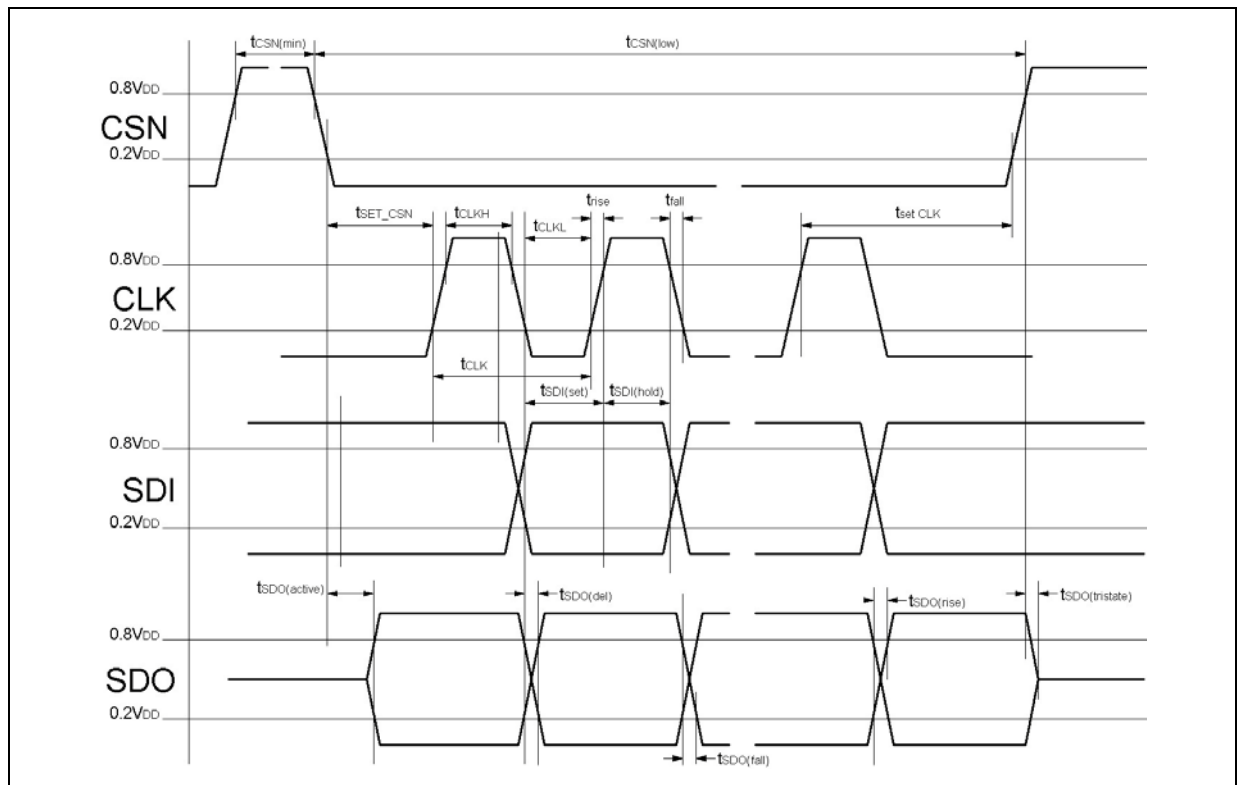 tCSN(min)
tCSN(low)
0.8VDD
CSN
0.2VDD
tSET_CSN
tCLKH
tCLKL
trise
tfall
tset CLK
0.8VDD
CLK
0.2VDD
tCLK
tSDI(set)
tSDI(hold)
0.8VDD
SDI
0.2VDD
tSDO(active)
tSDO(del)
tSDO(rise)
tSDO(tristate)
0.8VDD
SDO
0.2VDD
tSDO(fall)